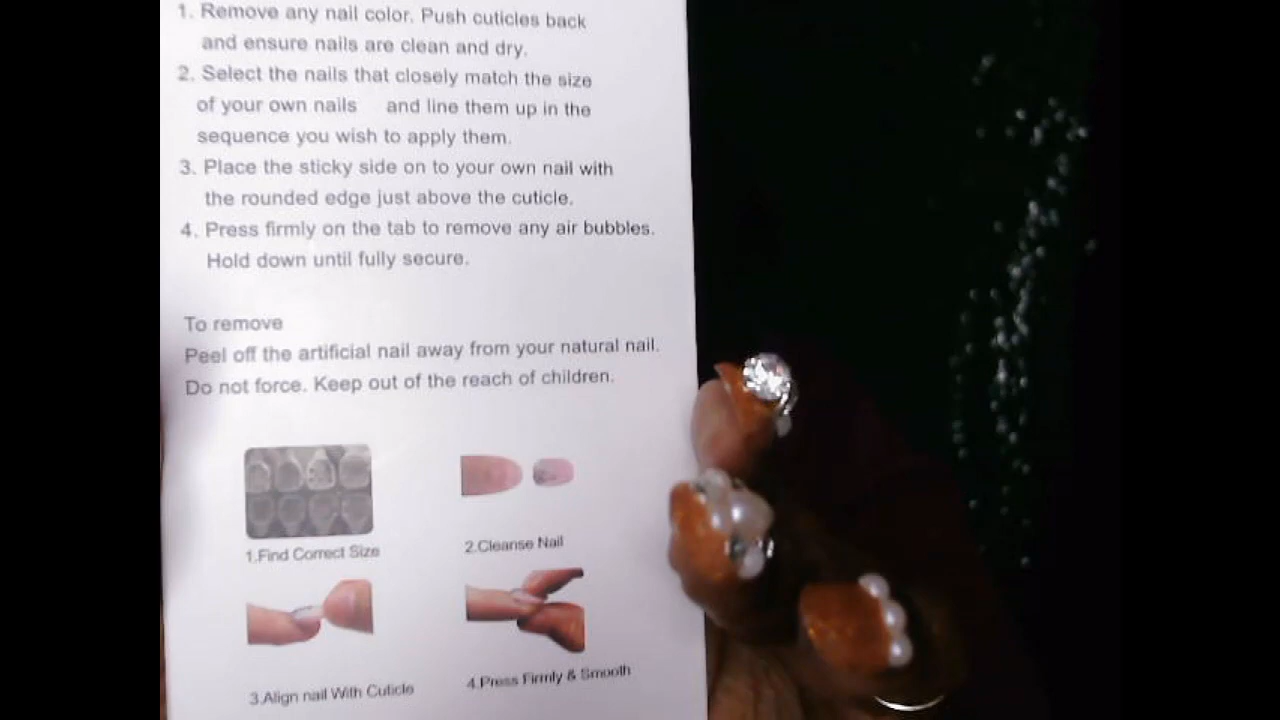 1. Remove any nail color. Push cuticles back
and ensure nails are clean and dry.
2. Select the nails that closely match the size
of your own nails and line them up in the
sequence you wish to apply them.
3. Place the sticky side on to your own nail with
the rounded edge just above the cuticle.
4. Press firmly on the tab to remove any air bubbles.
Hold down until fully secure.
To remove
Peel off the artificial nail away from your natural nail.
Do not force. Keep out of the reach of children.
1.Find Correct Size
2.Cleanse Nail
3.Align nail With Cuticle
4.Press Firmly & Smooth